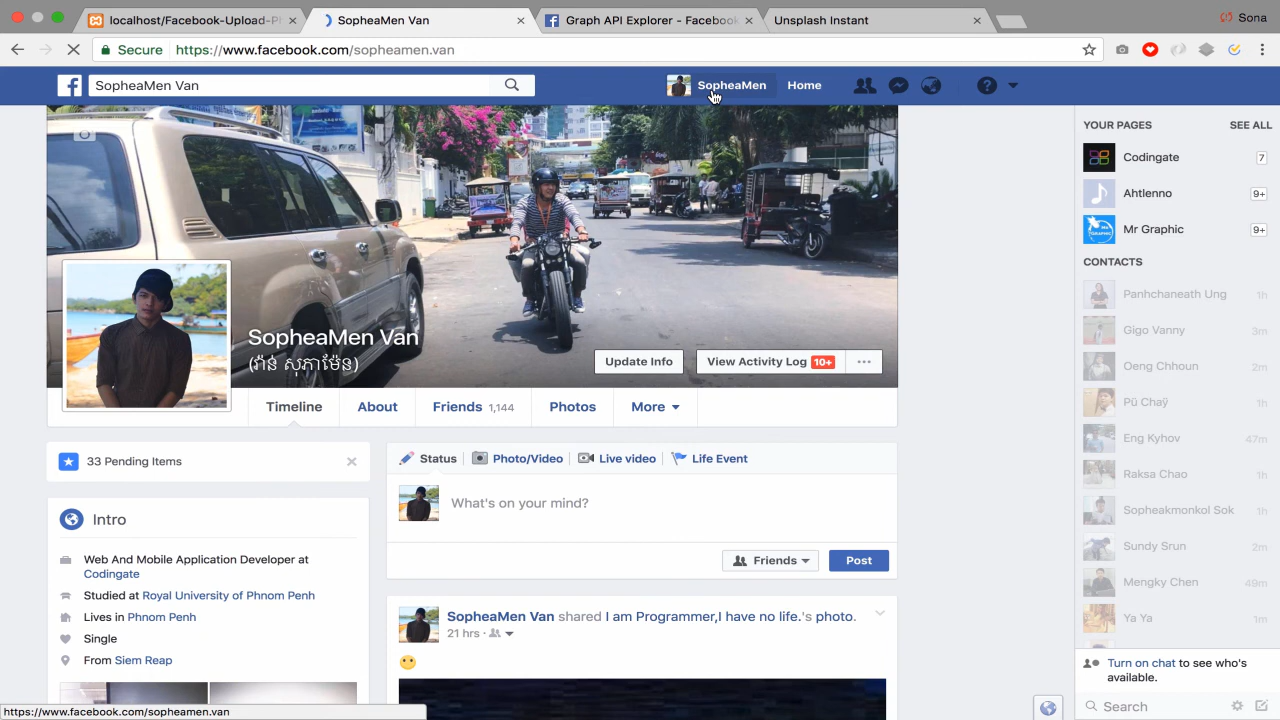 localhost/Facebook-Upload-Ph
SopheaMen Van
Graph API Explorer - Facebook
Unsplash Instant
Sona
Secure
https://www.facebook.com/sopheamen.van
SopheaMen Van
SopheaMen
Home
YOUR PAGES
SEE ALL
Codingate
7
Ahtlenno
9+
Mr Graphic
9+
CONTACTS
Panhchaneath Ung
1h
Gigo Vanny
3m
Oeng Chhoun
2m
Pü Chaÿ
1h
Eng Kyhov
47m
Raksa Chao
1h
Sopheakmonkol Sok
1h
Sundy Srun
2m
Mengky Chen
49m
Ya Ya
1m
Turn on chat to see who's
available.
Search
SopheaMen Van
(វ៉ាន់ សុភាម៉ែន)
Update Info
View Activity Log 10+
Timeline
About
Friends 1,144
Photos
More
33 Pending Items
Intro
Web And Mobile Application Developer at
Codingate
Studied at Royal University of Phnom Penh
Lives in Phnom Penh
Single
From Siem Reap
Status
Photo/Video
Live video
Life Event
What's on your mind?
Friends
Post
SopheaMen Van shared I am Programmer,I have no life.'s photo.
21 hrs
https://www.facebook.com/sopheamen.van